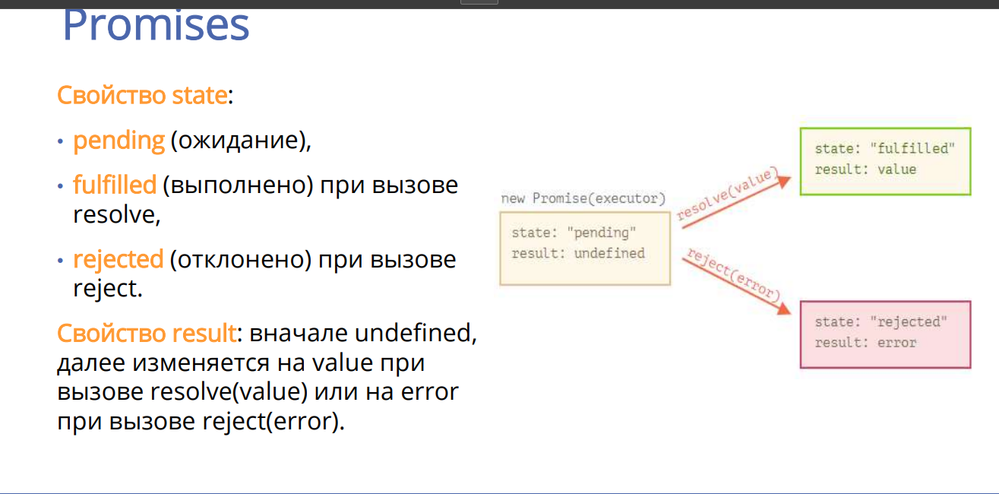 Promises
Свойство state:
• pending (ожидание),
• fulfilled (выполнено) при вызове
resolve,
• rejected (отклонено) при вызове
reject.
Свойство result: вначале undefined,
далее изменяется на value при
вызове resolve(value) или на error
при вызове reject(error).
new Promise(executor)
state: "pending"
result: undefined
resolve(value)
reject(error)
state: "fulfilled"
result: value
state: "rejected"
result: error